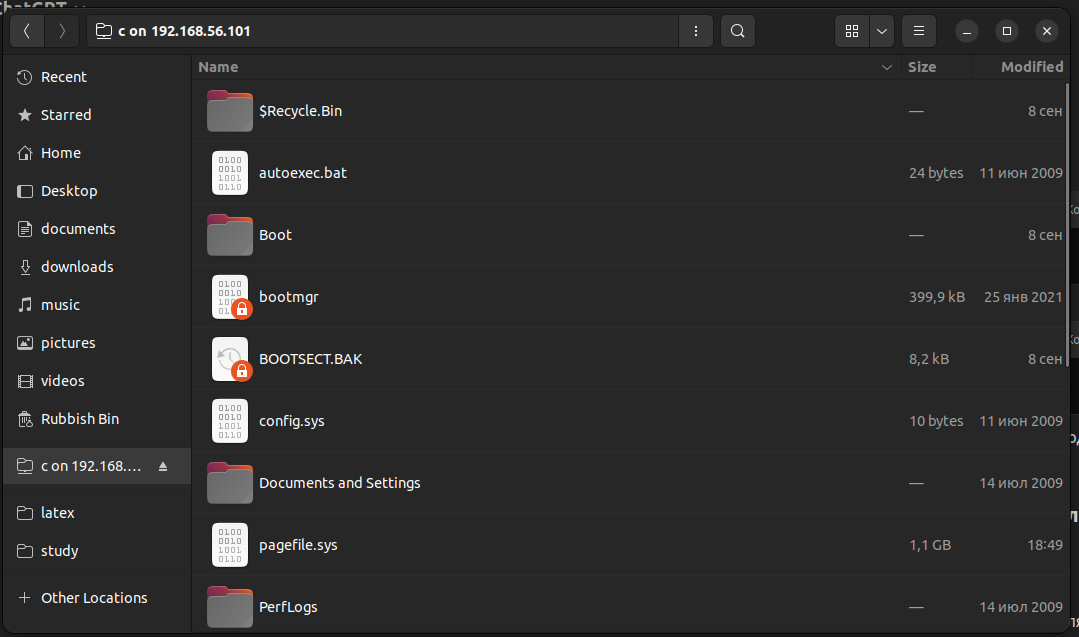 ChatGPT
c on 192.168.56.101
Name Size Modified
Recent
Starred
Home
Desktop
documents
downloads
music
pictures
videos
Rubbish Bin
c on 192.168.…
latex
study
+ Other Locations
$Recycle.Bin — 8 сен
autoexec.bat 24 bytes 11 июн 2009
Boot — 8 сен
bootmgr 399,9 kB 25 янв 2021
BOOTSECT.BAK 8,2 kB 8 сен
config.sys 10 bytes 11 июн 2009
Documents and Settings — 14 июл 2009
pagefile.sys 1,1 GB 18:49
PerfLogs — 14 июл 2009